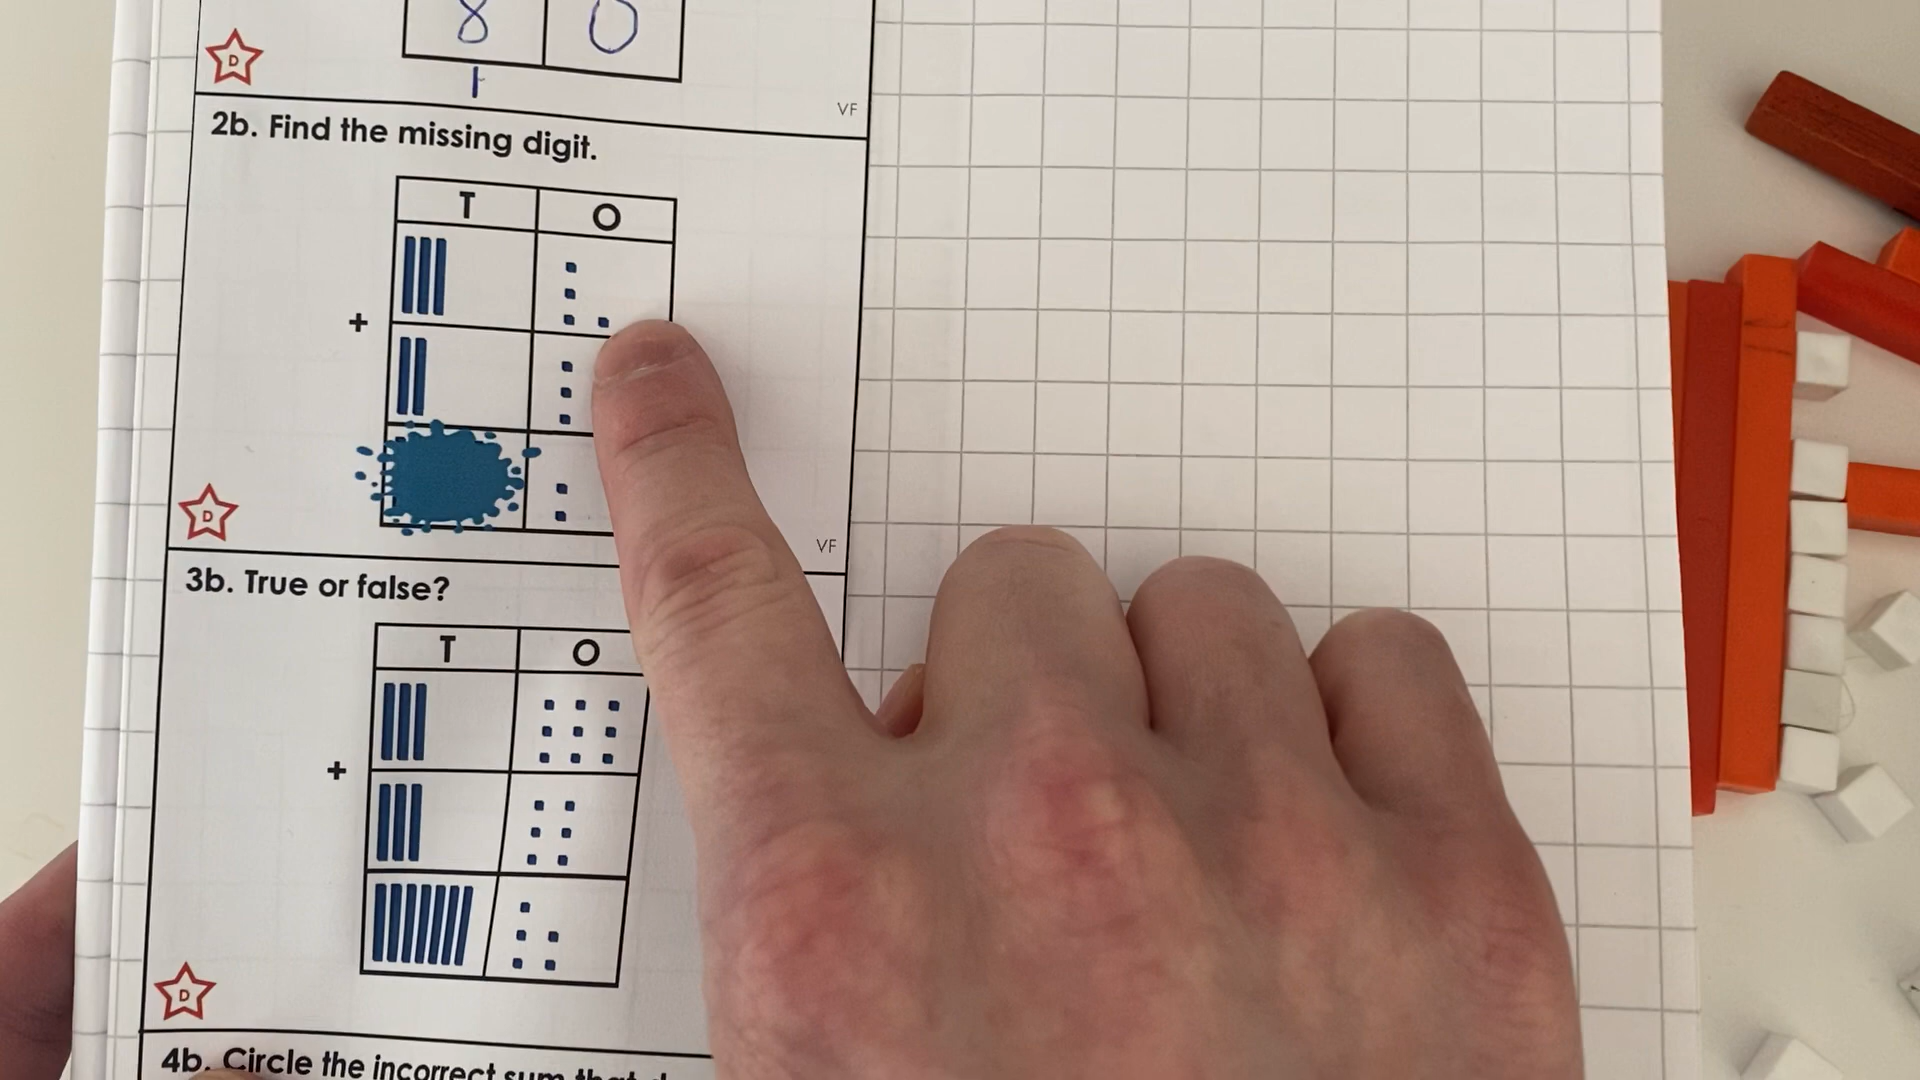 8 0
1
D
VF
2b. Find the missing digit.
T O
+
D
VF
3b. True or false?
T O
+
D
4b. Circle the incorrect sum that